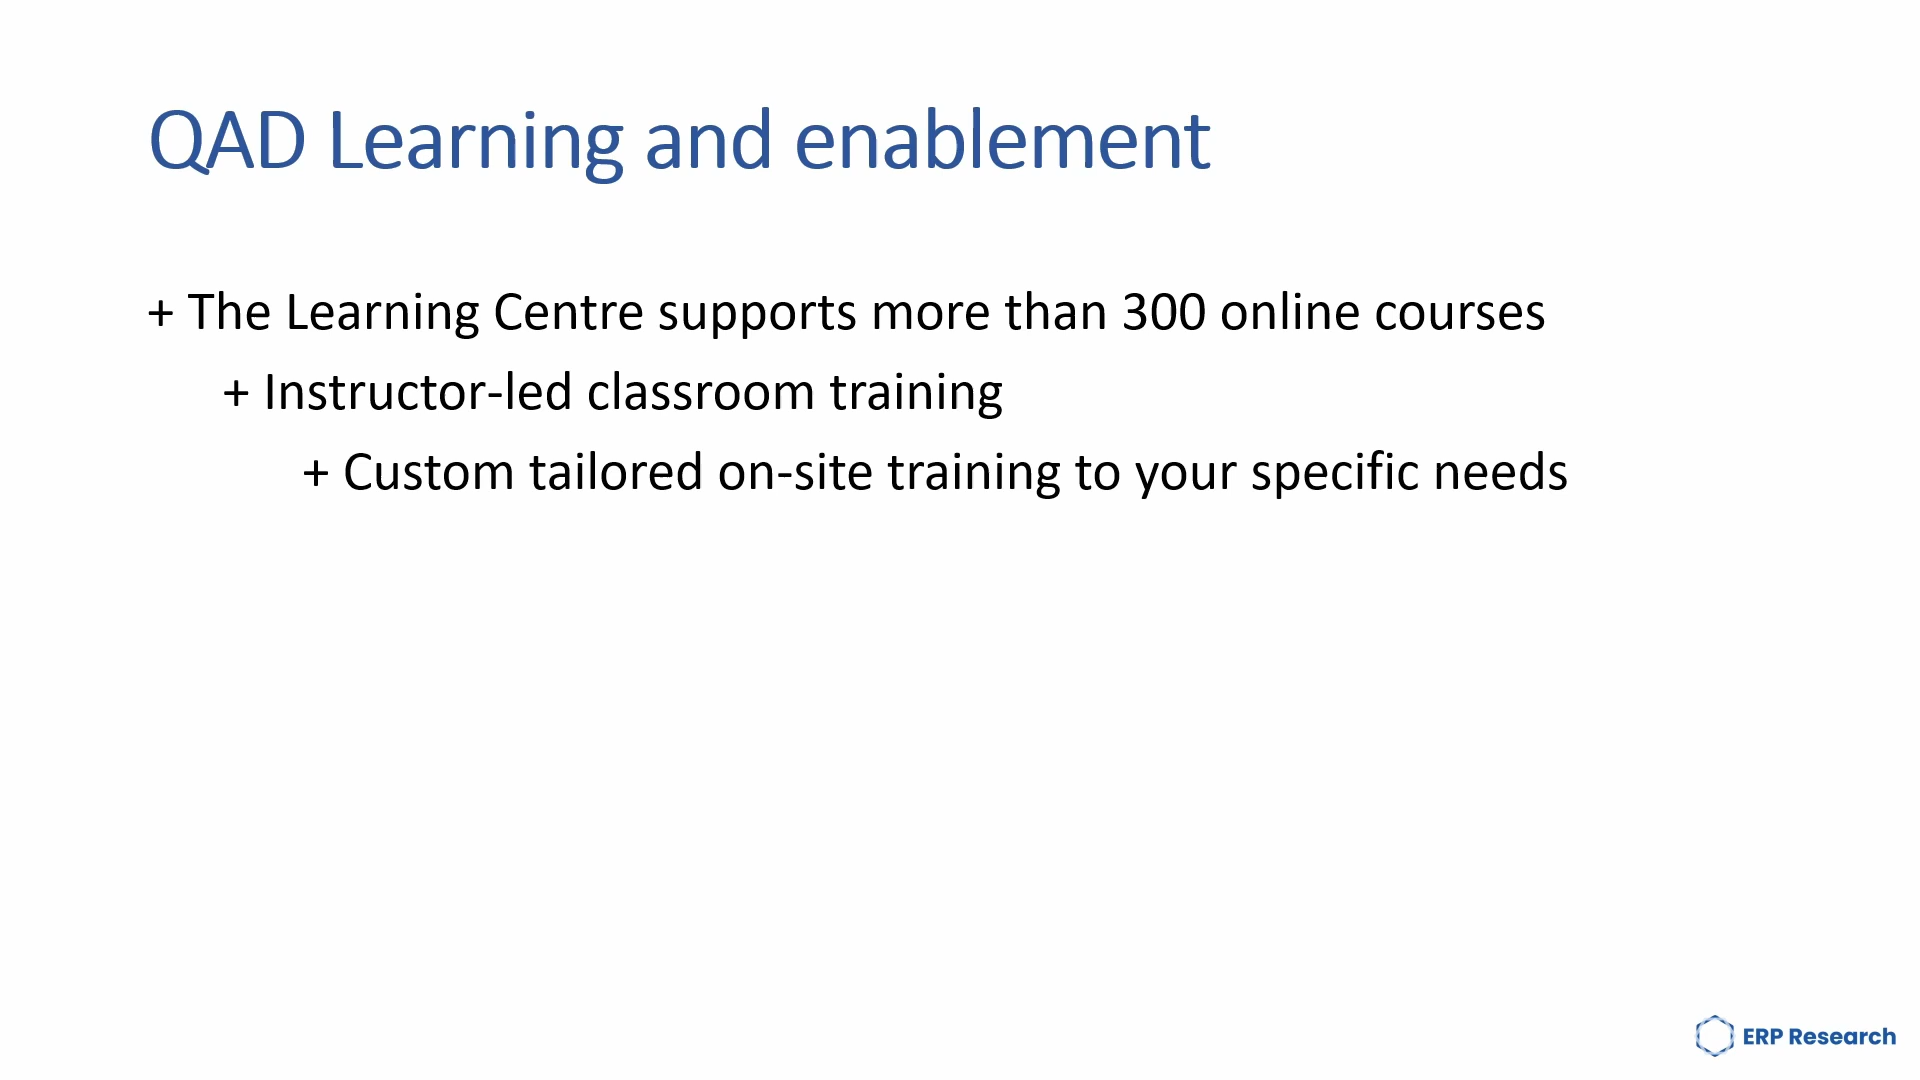 QAD Learning and enablement
+ The Learning Centre supports more than 300 online courses
+ Instructor-led classroom training
+ Custom tailored on-site training to your specific needs
ERP Research